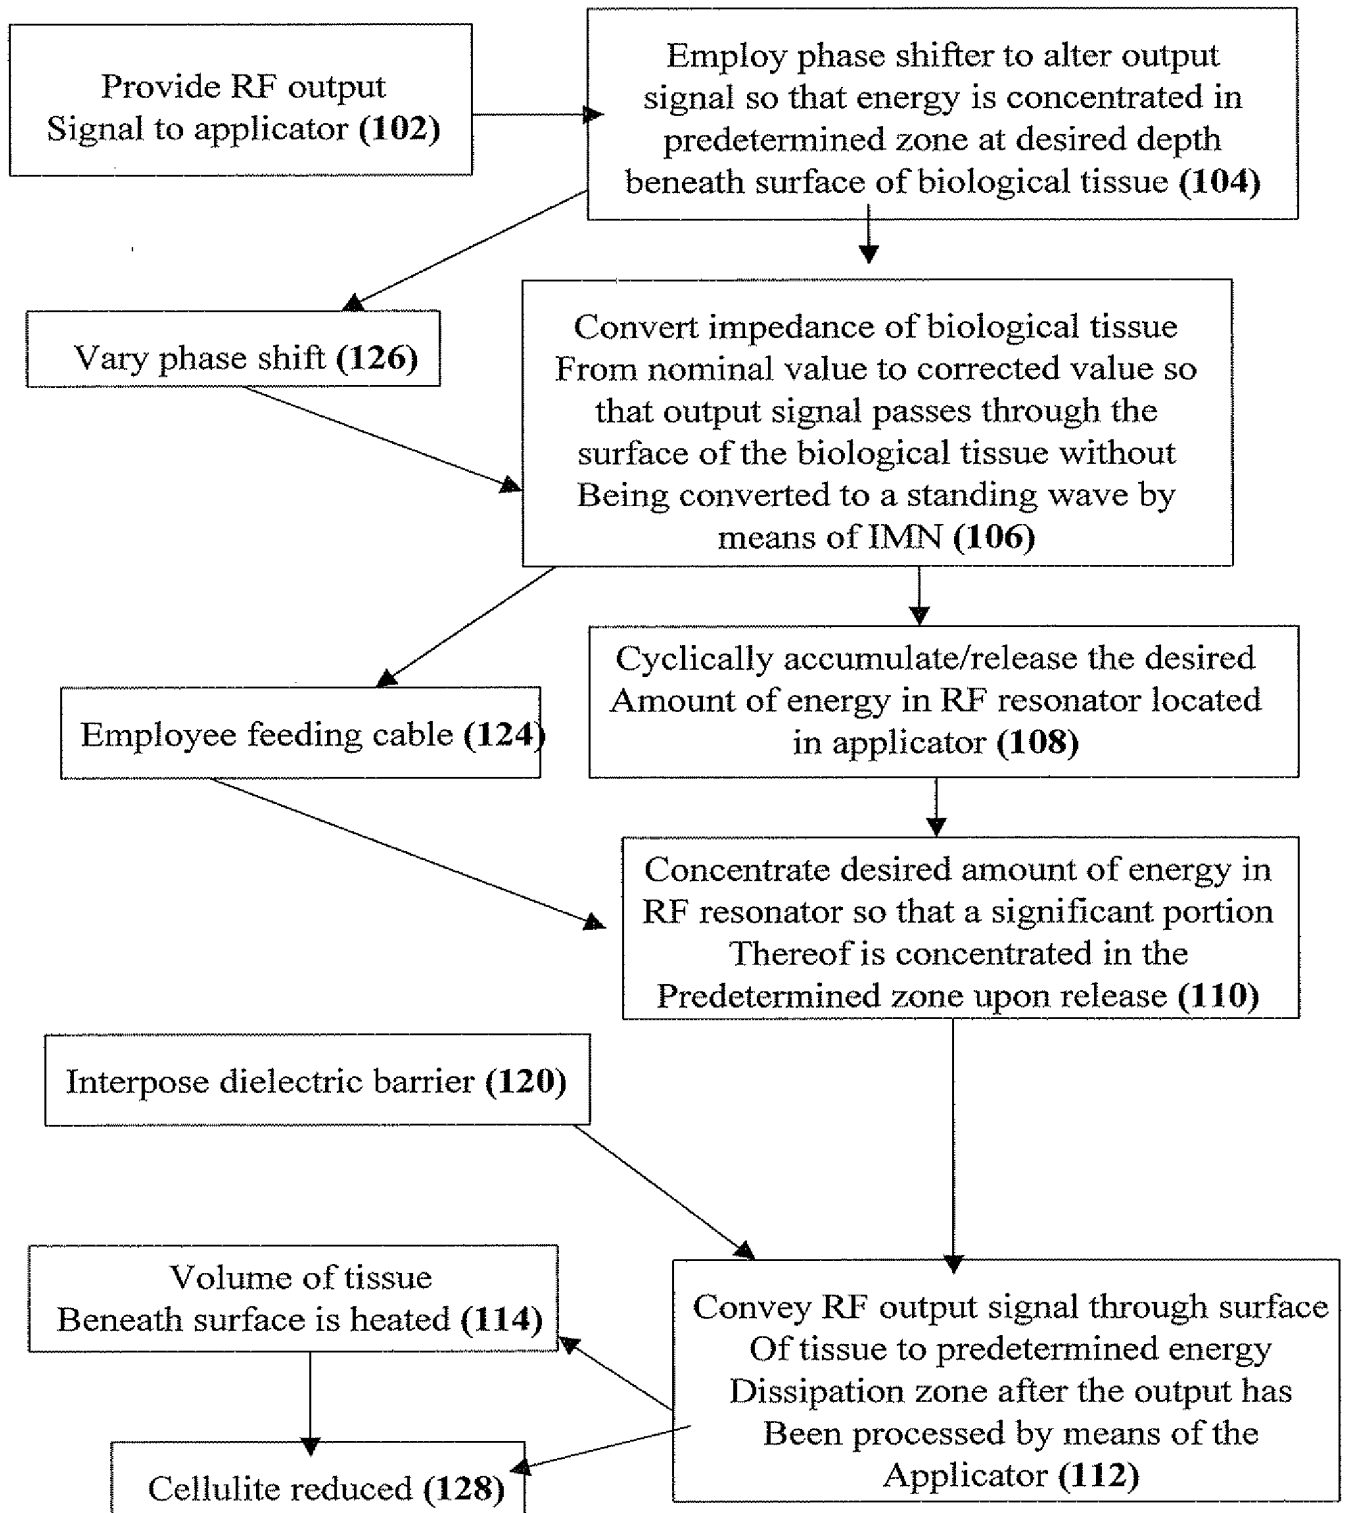 Provide RF output
Signal to applicator (102)
Employ phase shifter to alter output
signal so that energy is concentrated in
predetermined zone at desired depth
beneath surface of biological tissue (104)
Vary phase shift (126)
Convert impedance of biological tissue
From nominal value to corrected value so
that output signal passes through the
surface of the biological tissue without
Being converted to a standing wave by
means of IMN (106)
Employee feeding cable (124)
Cyclically accumulate/release the desired
Amount of energy in RF resonator located
in applicator (108)
Concentrate desired amount of energy in
RF resonator so that a significant portion
Thereof is concentrated in the
Predetermined zone upon release (110)
Interpose dielectric barrier (120)
Volume of tissue
Beneath surface is heated (114)
Convey RF output signal through surface
Of tissue to predetermined energy
Dissipation zone after the output has
Been processed by means of the
Applicator (112)
Cellulite reduced (128)